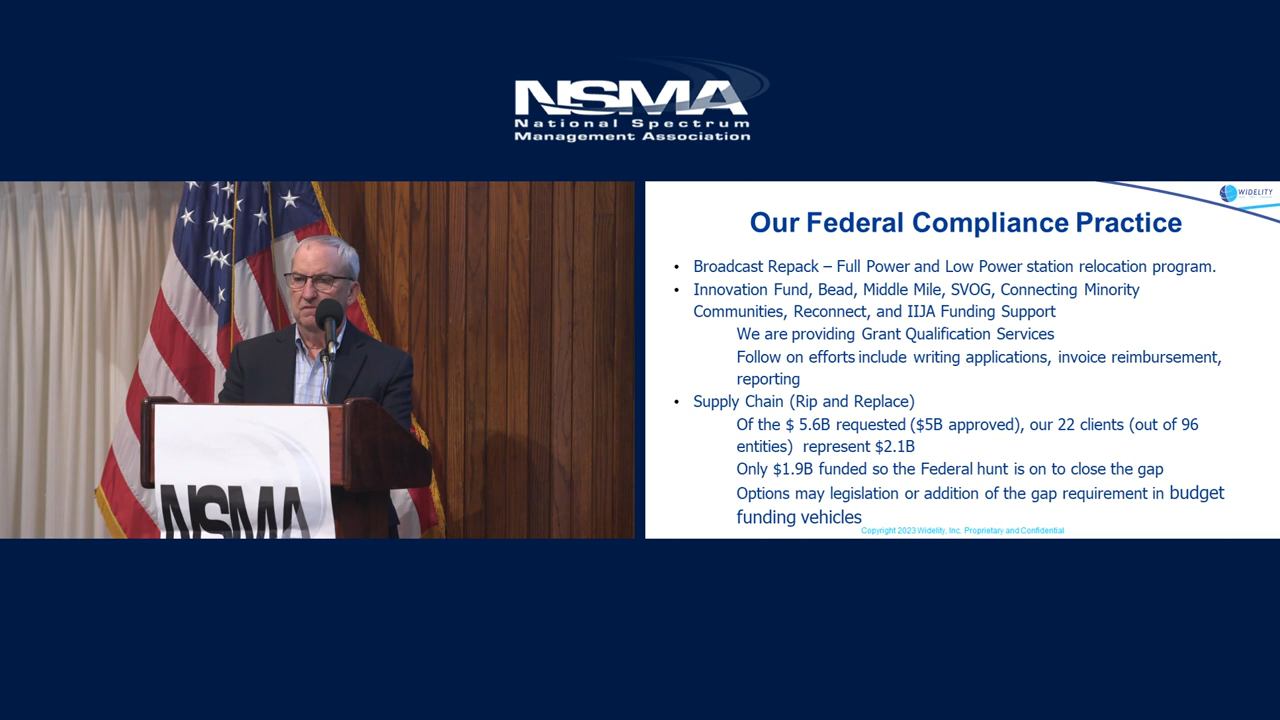 NSMA
National Spectrum
Management Association
WIDELITY
Our Federal Compliance Practice
• Broadcast Repack – Full Power and Low Power station relocation program.
• Innovation Fund, Bead, Middle Mile, SVOG, Connecting Minority
Communities, Reconnect, and IIJA Funding Support
We are providing Grant Qualification Services
Follow on efforts include writing applications, invoice reimbursement,
reporting
• Supply Chain (Rip and Replace)
Of the $ 5.6B requested ($5B approved), our 22 clients (out of 96
entities) represent $2.1B
Only $1.9B funded so the Federal hunt is on to close the gap
Options may legislation or addition of the gap requirement in budget
funding vehicles
Copyright 2023 Widelity, Inc. Proprietary and Confidential
NSMA